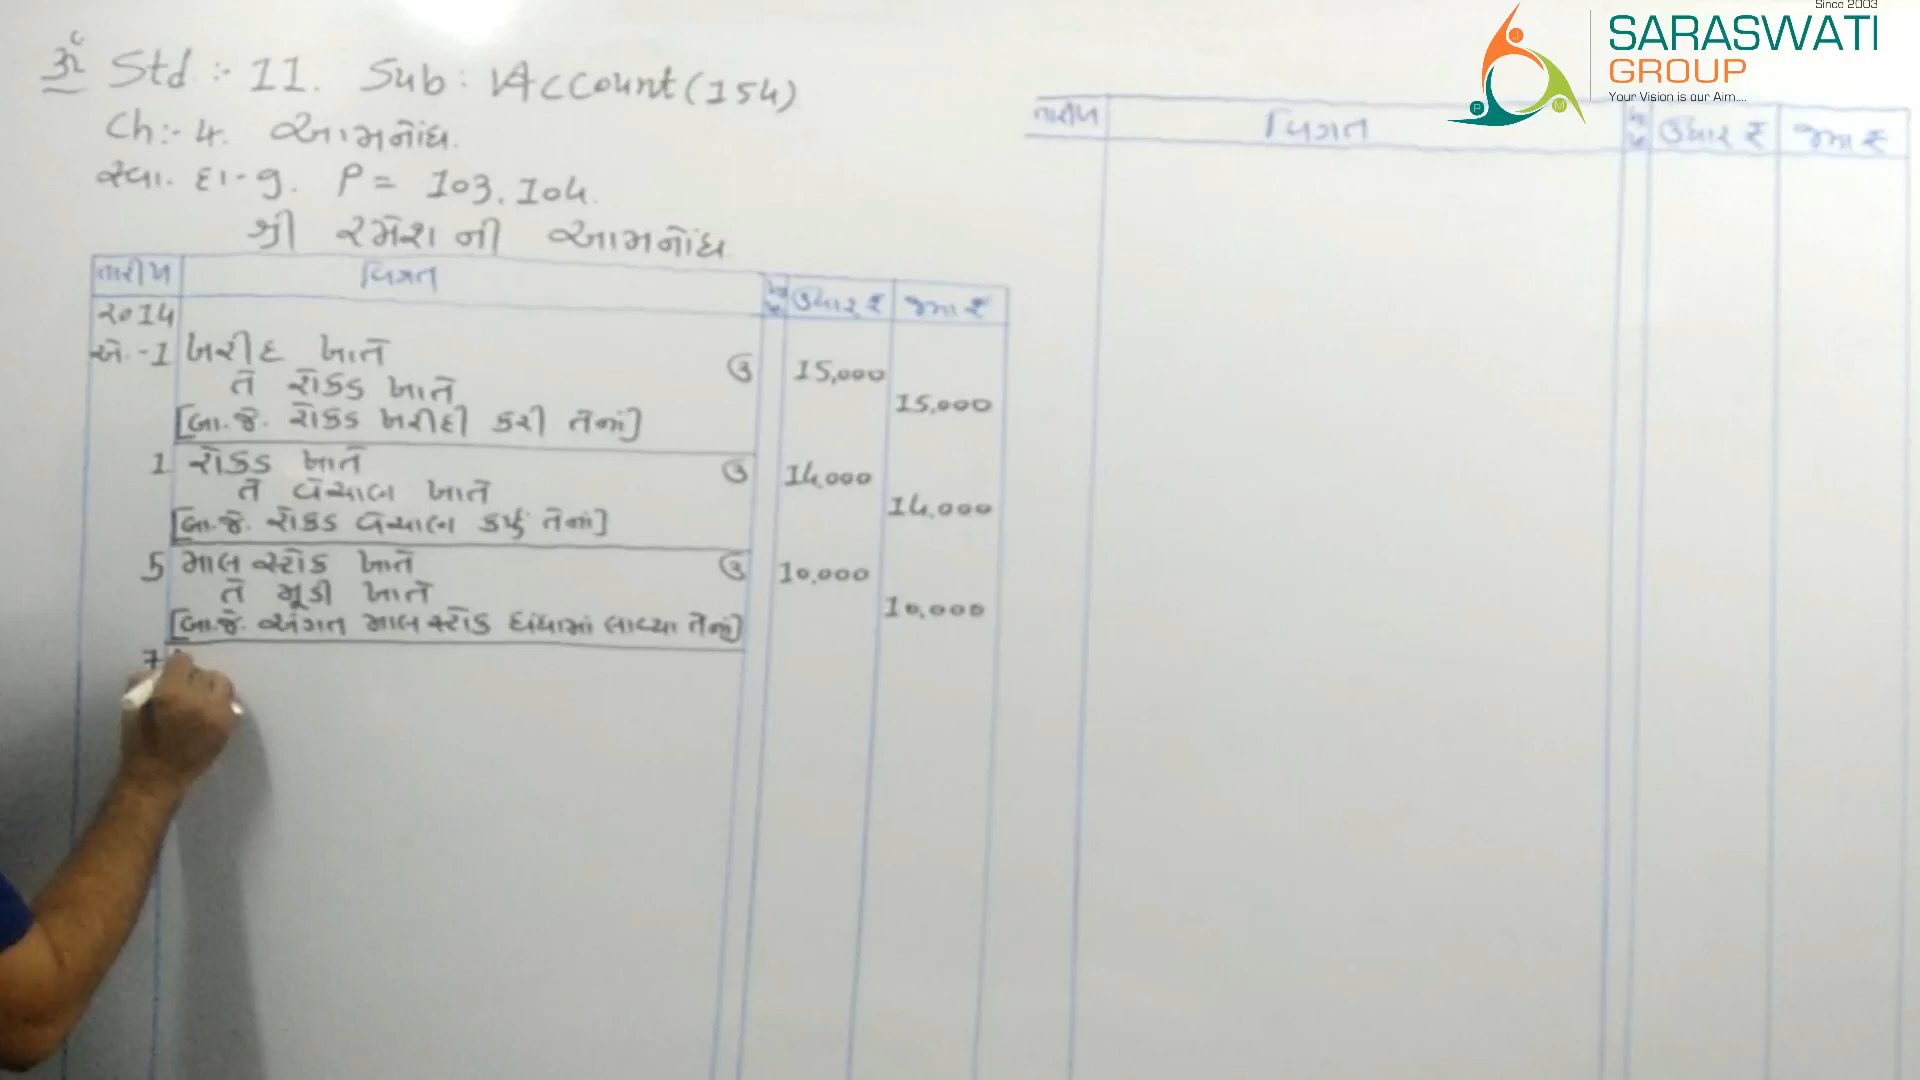 ૐ Std :- 11. Sub : Account (154)
Ch :- 4. આમનોંધ.
સ્વા. દા-9. P = 103, 104.
શ્રી રમેશ ની આમનોંધ
તારીખ વિગત ખા.પા. ઉધાર ₹ જમા ₹
2014
એ.-1 ખરીદ ખાતે ઉ 15,000
તે રોકડ ખાતે 15,000
[બા.જે. રોકડ ખરીદી કરી તેનાં]
1 રોકડ ખાતે ઉ 14,000
તે વેચાણ ખાતે 14,000
[બા.જે. રોકડ વેચાણ કર્યું તેનાં]
5 માલ સ્ટોક ખાતે ઉ 10,000
તે મૂડી ખાતે 10,000
[બા.જે. અંગત માલ સ્ટોક ધંધામાં લાવ્યા તેનાં]
7
તારીખ વિગત ખા.પા. ઉધાર ₹ જમા ₹
Since 2003
SARASWATI
GROUP
Your Vision is our Aim....
J
P
M